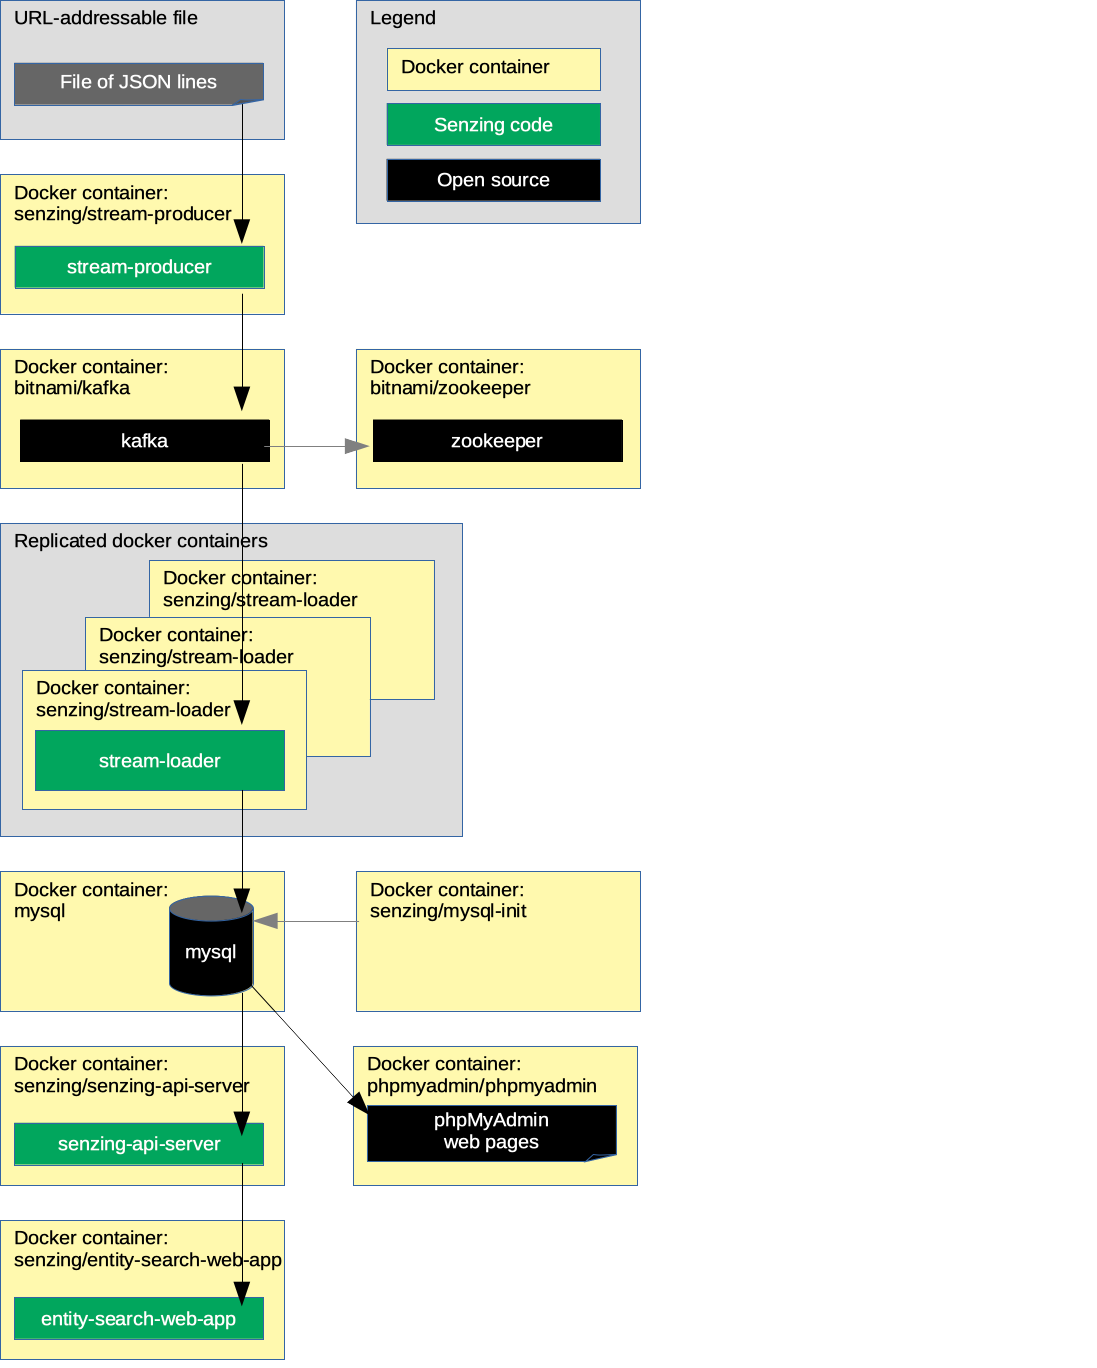 URL-addressable file
File of JSON lines
Legend
Docker container
Senzing code
Open source
Docker container:
senzing/stream-producer
stream-producer
Docker container:
bitnami/kafka
kafka
Docker container:
bitnami/zookeeper
zookeeper
Replicated docker containers
Docker container:
senzing/stream-loader
Docker container:
senzing/stream-loader
Docker container:
senzing/stream-loader
stream-loader
Docker container:
mysql
mysql
Docker container:
senzing/mysql-init
Docker container:
senzing/senzing-api-server
senzing-api-server
Docker container:
phpmyadmin/phpmyadmin
phpMyAdmin
web pages
Docker container:
senzing/entity-search-web-app
entity-search-web-app